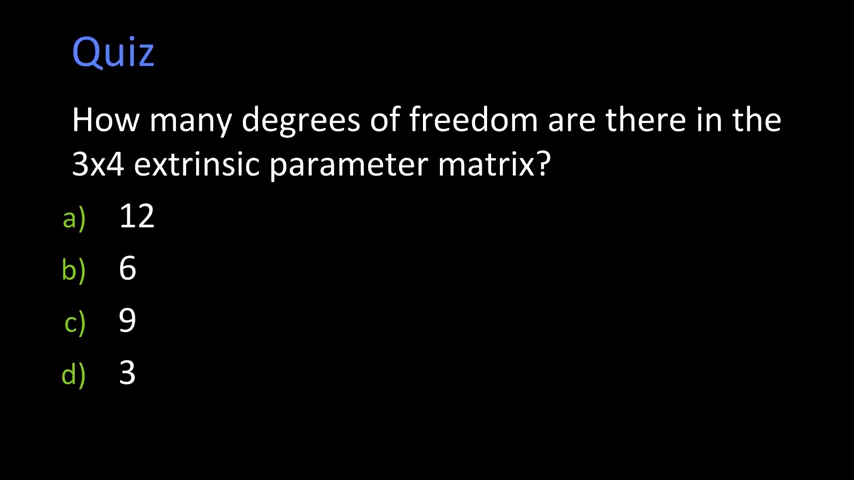 Quiz
How many degrees of freedom are there in the
3x4 extrinsic parameter matrix?
a) 12
b) 6
c) 9
d) 3